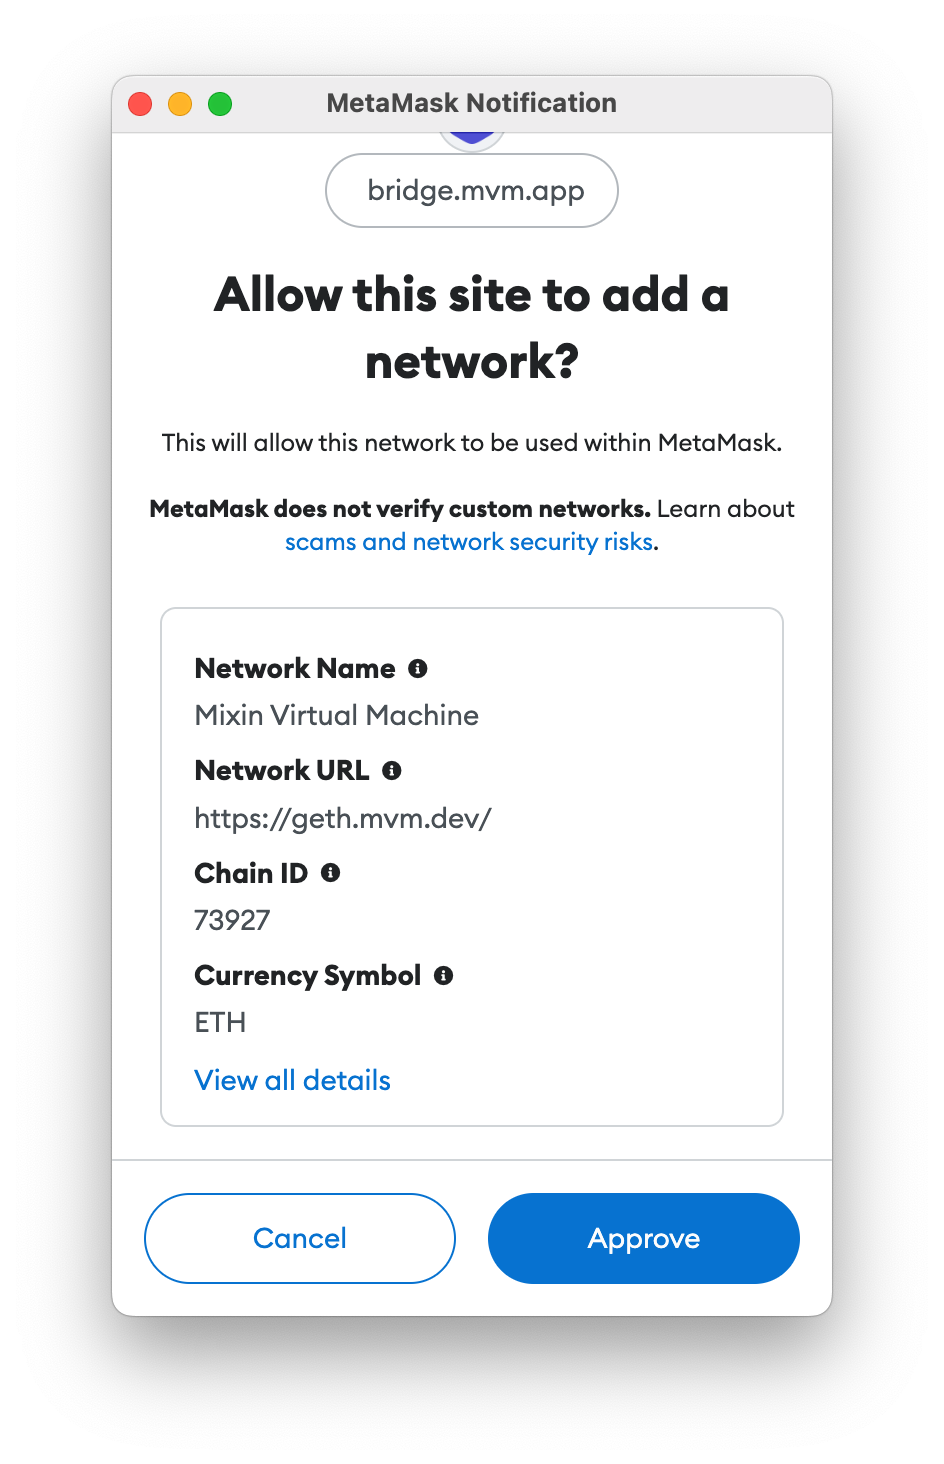 MetaMask Notification
bridge.mvm.app
Allow this site to add a
network?
This will allow this network to be used within MetaMask.
MetaMask does not verify custom networks. Learn about
scams and network security risks.
Network Name
Mixin Virtual Machine
Network URL
https://geth.mvm.dev/
Chain ID
73927
Currency Symbol
ETH
View all details
Cancel
Approve